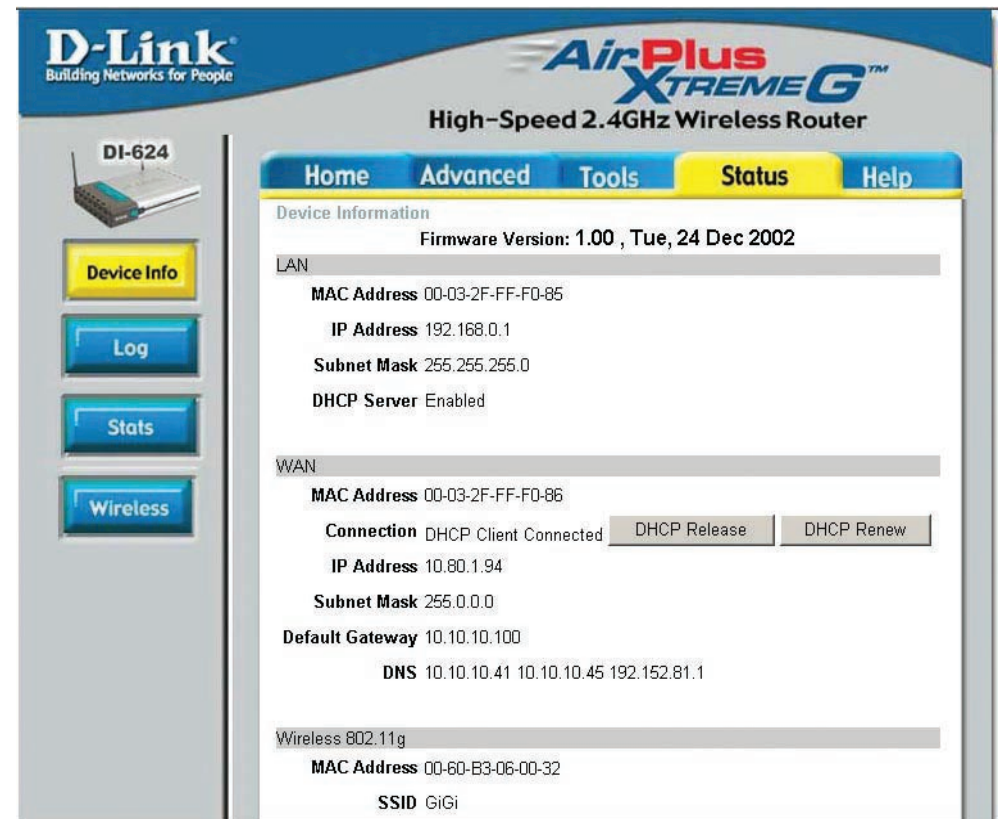 D-Link
Building Networks for People
AirPlus
XTREME G™
High-Speed 2.4GHz Wireless Router
DI-624
Home Advanced Tools Status Help
Device Info
Log
Stats
Wireless
Device Information
Firmware Version: 1.00 , Tue, 24 Dec 2002
LAN
MAC Address 00-03-2F-FF-F0-85
IP Address 192.168.0.1
Subnet Mask 255.255.255.0
DHCP Server Enabled
WAN
MAC Address 00-03-2F-FF-F0-86
Connection DHCP Client Connected DHCP Release DHCP Renew
IP Address 10.80.1.94
Subnet Mask 255.0.0.0
Default Gateway 10.10.10.100
DNS 10.10.10.41 10.10.10.45 192.152.81.1
Wireless 802.11g
MAC Address 00-60-B3-06-00-32
SSID GiGi